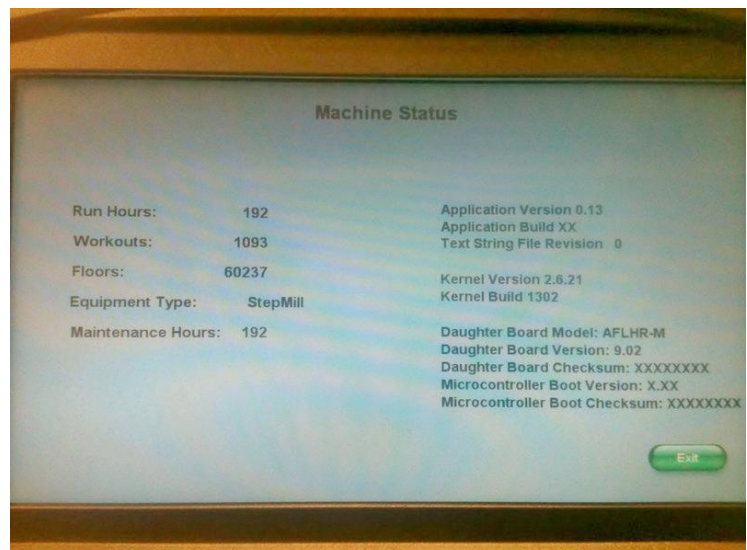 Machine Status
Run Hours: 192
Workouts: 1093
Floors: 60237
Equipment Type: StepMill
Maintenance Hours: 192
Application Version 0.13
Application Build XX
Text String File Revision 0
Kernel Version 2.6.21
Kernel Build 1302
Daughter Board Model: AFLHR-M
Daughter Board Version: 9.02
Daughter Board Checksum: XXXXXXXX
Microcontroller Boot Version: X.XX
Microcontroller Boot Checksum: XXXXXXXX
Exit